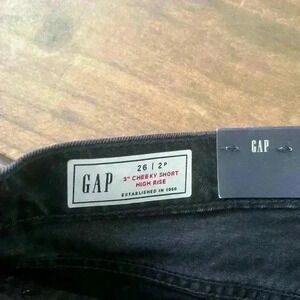 GAP
26 | 2P
3" CHEEKY SHORT
HIGH RISE
ESTABLISHED IN 1969
GAP